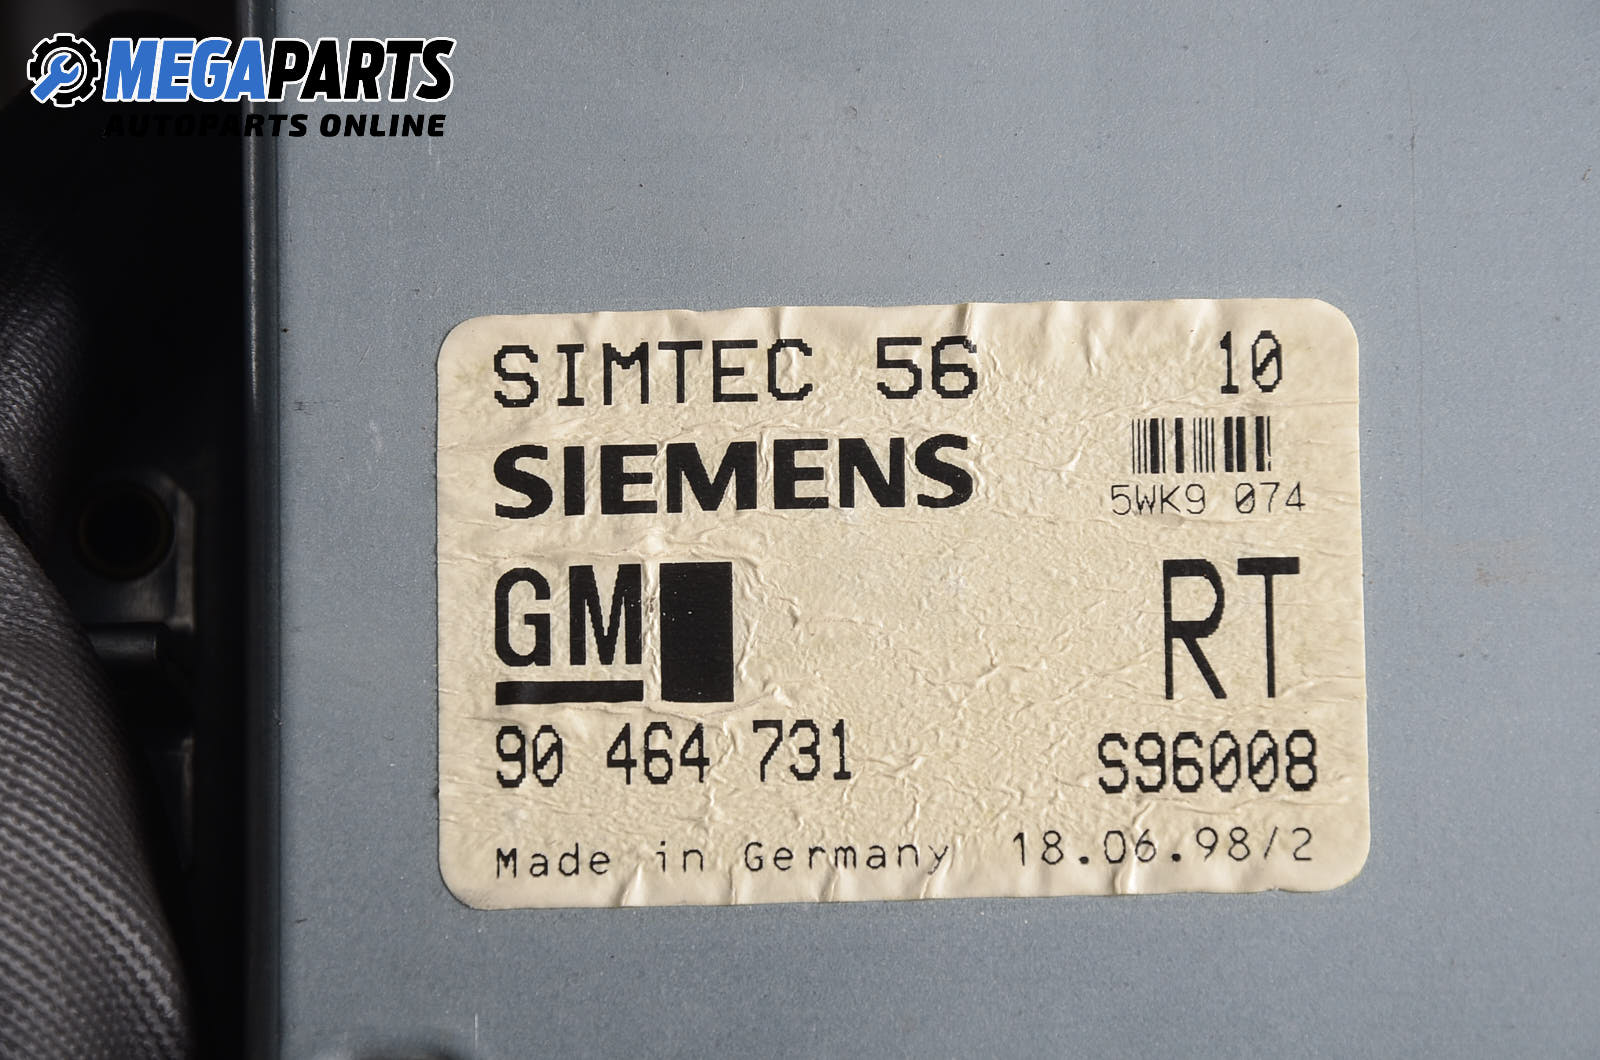 MEGAPARTS
AUTOPARTS ONLINE
SIMTEC 56 10
SIEMENS
5WK9 074
GM
RT
90 464 731 S96008
Made in Germany 18.06.98/2